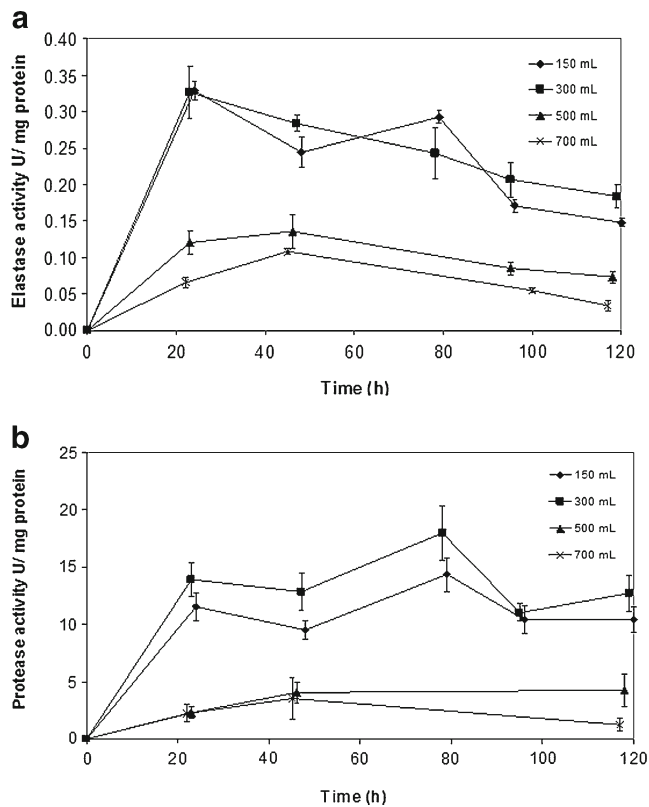 a
Elastase activity U/ mg protein
0.40
0.35
0.30
0.25
0.20
0.15
0.10
0.05
0.00
0 20 40 60 80 100 120
Time (h)
150 mL
300 mL
500 mL
700 mL
b
Protease activity U/ mg protein
25
20
15
10
5
0
0 20 40 60 80 100 120
Time (h)
150 mL
300 mL
500 mL
700 mL